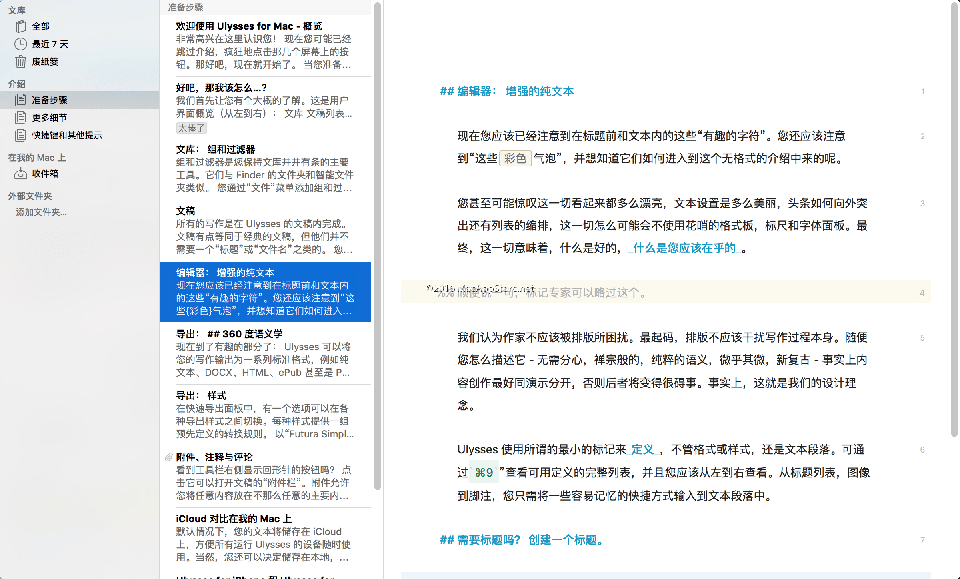 文库
全部
最近 7 天
废纸篓
介绍
准备步骤
更多细节
快捷键和其他提示
在我的 Mac 上
收件箱
外部文件夹
添加文件夹...
准备步骤
欢迎使用 Ulysses for Mac - 概览
非常高兴在这里认识您！ 现在您可能已经
跳过介绍，疯狂地点击那几个屏幕上的按
钮。那好吧，现在就开始了。 当您准备...
好吧，那我该怎么...?
我们首先让您有个大概的了解。这是用户
界面概览（从左到右）： 文库 文稿列表...
太棒了
文库： 组和过滤器
组和过滤器是您保持文库井井有条的主要
工具。它们与 Finder 的文件夹和智能文件
夹类似。 您通过“文件”菜单添加组和过...
文稿
所有的写作是在 Ulysses 的文稿内完成。
文稿有点等同于经典的文稿，但他们并不
需要一个“标题”或“文件名”之类的。 您...
编辑器： 增强的纯文本
现在您应该已经注意到在标题前和文本内
的这些“有趣的字符”。您还应该注意到“这
些{彩色}气泡”，并想知道它们如何进入...
导出： ## 360 度语义学
现在到了有趣的部分了： Ulysses 可以将
您的写作输出为一系列标准格式，例如纯
文本、DOCX、HTML、ePub 甚至是 P...
导出： 样式
在快速导出面板中，有一个选项可以在各
种导出样式之间切换。每种样式提供一组
预先定义的转换规则， 以“Futura Simpl...
附件、注释与评论
看到工具栏右侧显示回形针的按钮吗？ 点
击它可以打开文稿的“附件栏”。附件允许
您将任意内容放在不那么任意的主要内...
iCloud 对比在我的 Mac 上
默认情况下，您的文本将储存在 iCloud
上，方便所有运行 Ulysses 的设备随时使
用。当然，您还可以决定储存在本地，...
## 编辑器： 增强的纯文本
1
现在您应该已经注意到在标题前和文本内的这些“有趣的字符”。您还应该注意
2
到“这些 彩色 气泡”，并想知道它们如何进入到这个无格式的介绍中来的呢。
您甚至可能惊叹这一切看起来都多么漂亮，文本设置是多么美丽，头条如何向外突
3
出还有列表的编排，这一切怎么可能会不使用花哨的格式板，标尺和字体面板。最
终，这一切意味着，什么是好的，_什么是您应该在乎的_。
标记专家可以略过这个。
4
我们认为作家不应该被排版所困扰。最起码，排版不应该干扰写作过程本身。随便
5
您怎么描述它 - 无需分心，禅宗般的，纯粹的语义，微乎其微，新复古 - 事实上内
容创作最好同演示分开，否则后者将变得很碍事。事实上，这就是我们的设计理
念。
Ulysses 使用所谓的最小的标记来_定义_，不管格式或样式，还是文本段落。可通
6
过 ⌘9 ”查看可用定义的完整列表，并且您应该从左到右查看。从标题列表，图像
到脚注，您只需将一些容易记忆的快捷方式输入到文本段落中。
## 需要标题吗？ 创建一个标题。
7